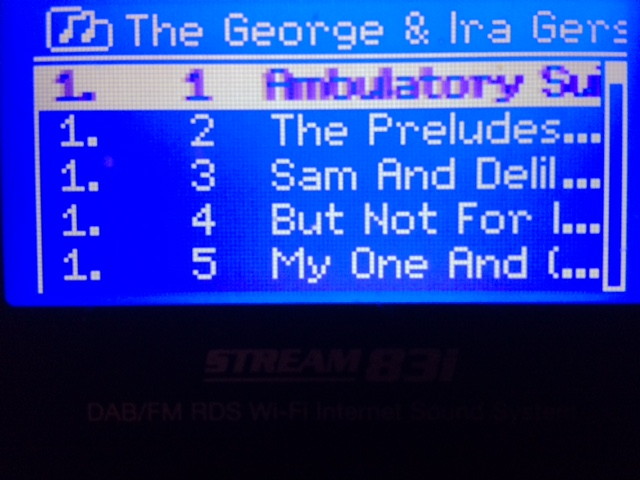 The George & Ira Gers
1. 1 Ambulatory Sui
1. 2 The Preludes...
1. 3 Sam And Delil...
1. 4 But Not For l...
1. 5 My One And (...
STREAM 83i
DAB/FM RDS Wi-Fi Internet Sound System